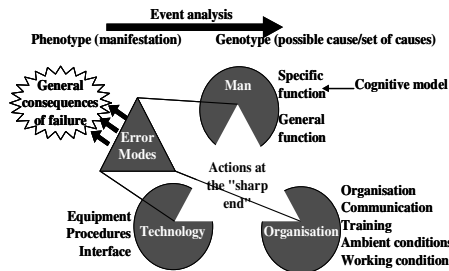 Event analysis
Phenotype (manifestation)
Genotype (possible cause/set of causes)
General
consequences
of failure
Error
Modes
Man
Specific
function
General
function
Cognitive model
Actions at
the "sharp
end"
Equipment
Procedures
Interface
Technology
Organisation
Organisation
Communication
Training
Ambient conditions
Working condition